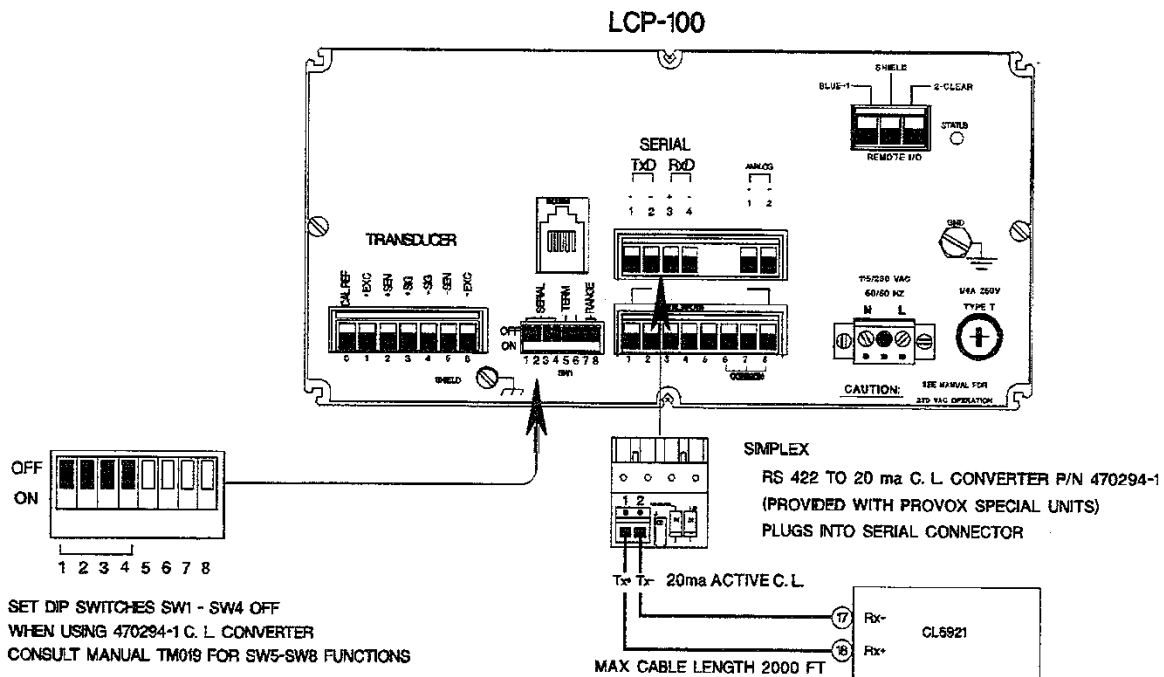 LCP-100
SHIELD
BLUE-1
2-CLEAR
STATUS
REMOTE I/O
SERIAL
TxD RxD
ANALOG
+ - + -
1 2 3 4
1 2
TRANSDUCER
CAL REF
+SEN
+SIG
-SIG
-SEN
0 1 2 3 4 5 6
SHIELD
SERIAL
TERM
RANGE
OFF
ON
1 2 3 4 5 6 7 8
SW1
1 2 3 4 5 6 7 8
COMMON
GND
115/230 VAC
50/60 HZ
N L
1/4A 250V
TYPE T
CAUTION:
SEE MANUAL FOR
230 VAC OPERATION
OFF
ON
1 2 3 4 5 6 7 8
SET DIP SWITCHES SW1 - SW4 OFF
WHEN USING 470294-1 C. L. CONVERTER
CONSULT MANUAL TM019 FOR SW5-SW8 FUNCTIONS
SIMPLEX
RS 422 TO 20 ma C. L. CONVERTER P/N 470294-1
(PROVIDED WITH PROVOX SPECIAL UNITS)
PLUGS INTO SERIAL CONNECTOR
1 2
Tx+ Tx- 20ma ACTIVE C. L.
17 Rx-
CL6921
18 Rx+
MAX CABLE LENGTH 2000 FT